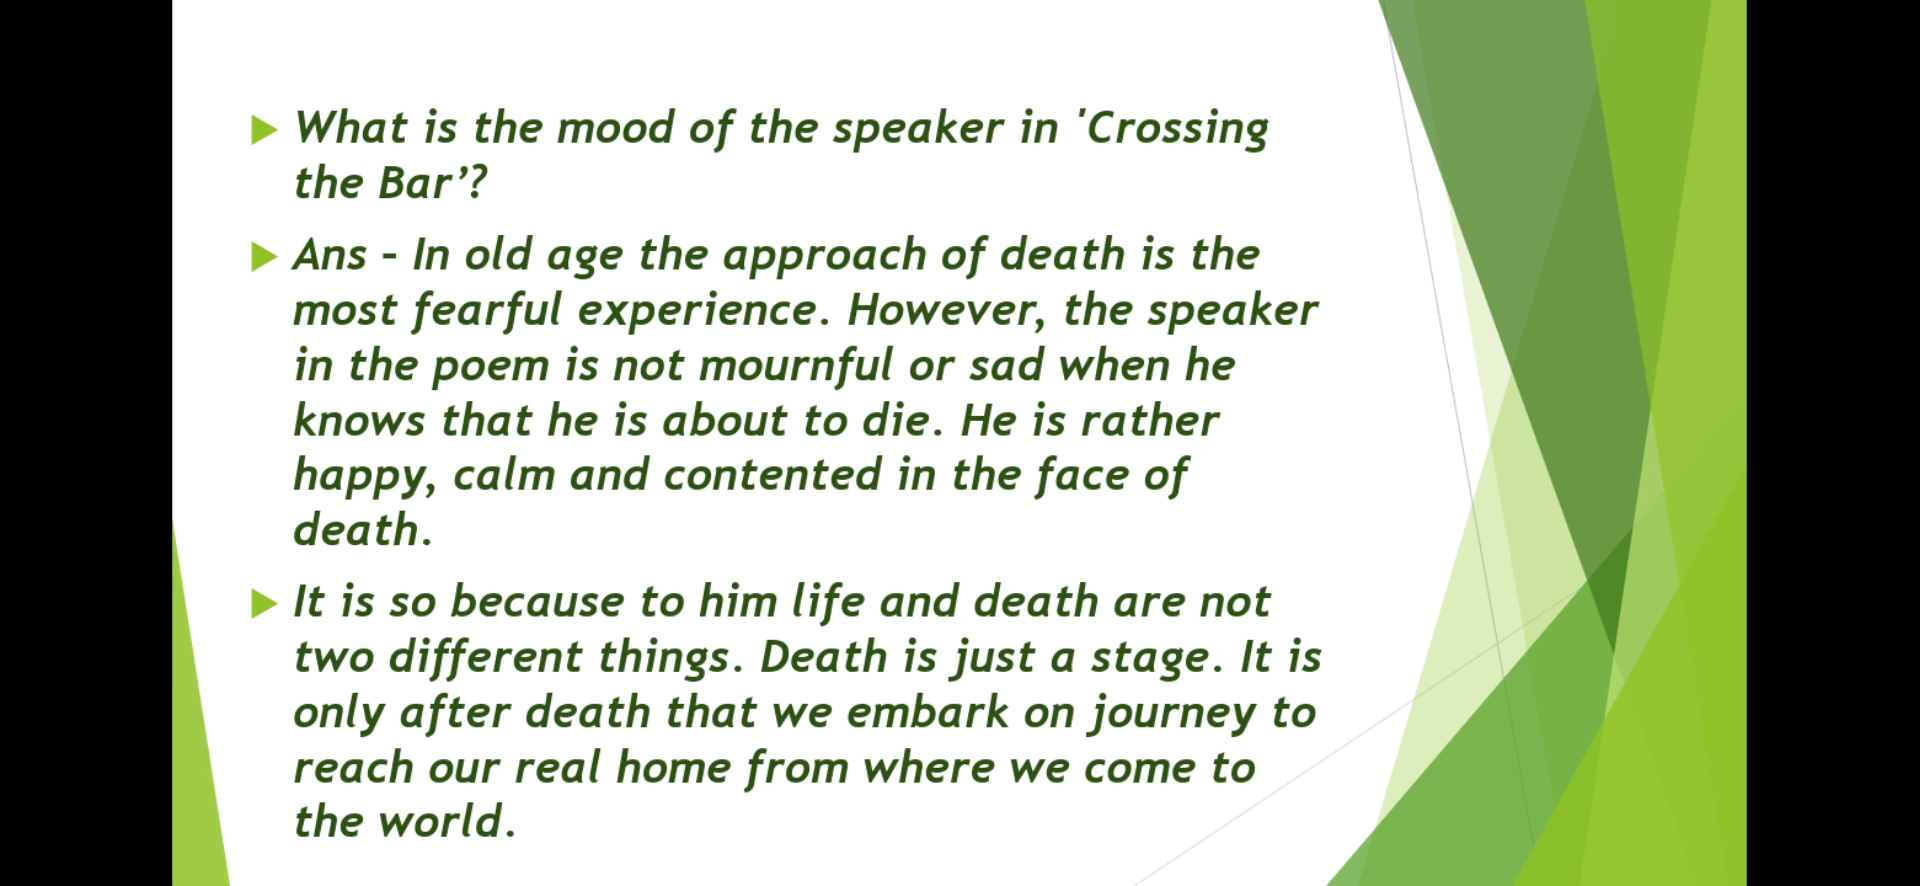 What is the mood of the speaker in 'Crossing
the Bar’?
Ans – In old age the approach of death is the
most fearful experience. However, the speaker
in the poem is not mournful or sad when he
knows that he is about to die. He is rather
happy, calm and contented in the face of
death.
It is so because to him life and death are not
two different things. Death is just a stage. It is
only after death that we embark on journey to
reach our real home from where we come to
the world.